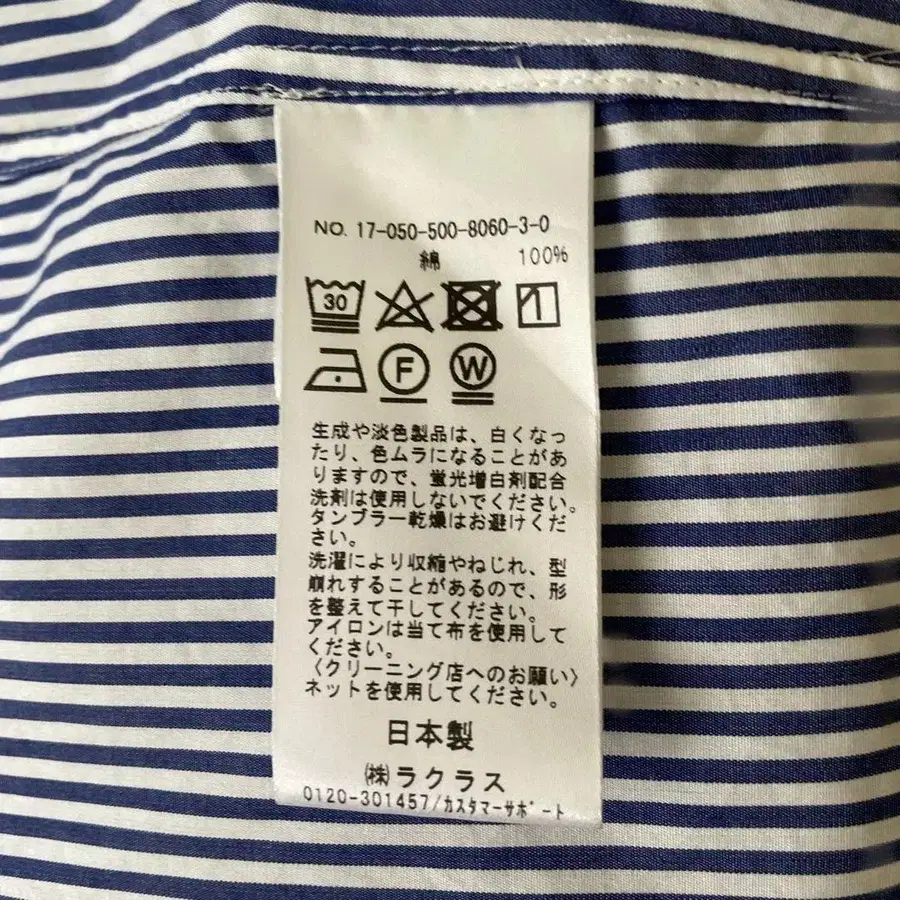 NO. 17-050-500-8060-3-0
綿 100%
30
F W
生成や淡色製品は、白くなっ
たり、色ムラになることがあ
りますので、蛍光増白剤配合
洗剤は使用しないでください。
タンブラー乾燥はお避けくだ
さい。
洗濯により収縮やねじれ、型
崩れすることがあるので、形
を整えて干してください。
アイロンは当て布を使用して
ください。
〈クリーニング店へのお願い〉
ネットを使用してください。
日本製
㈱ラクラス
0120-301457/カスタマーサポート